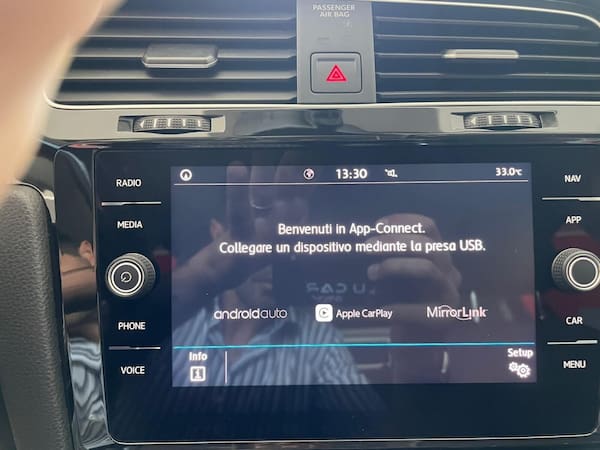 PASSENGER
AIR BAG
RADIO
MEDIA
PHONE
VOICE
13:30
33.0°C
Benvenuti in App-Connect.
Collegare un dispositivo mediante la presa USB.
androidauto
Apple CarPlay
MirrorLink
Info
Setup
NAV
APP
CAR
MENU